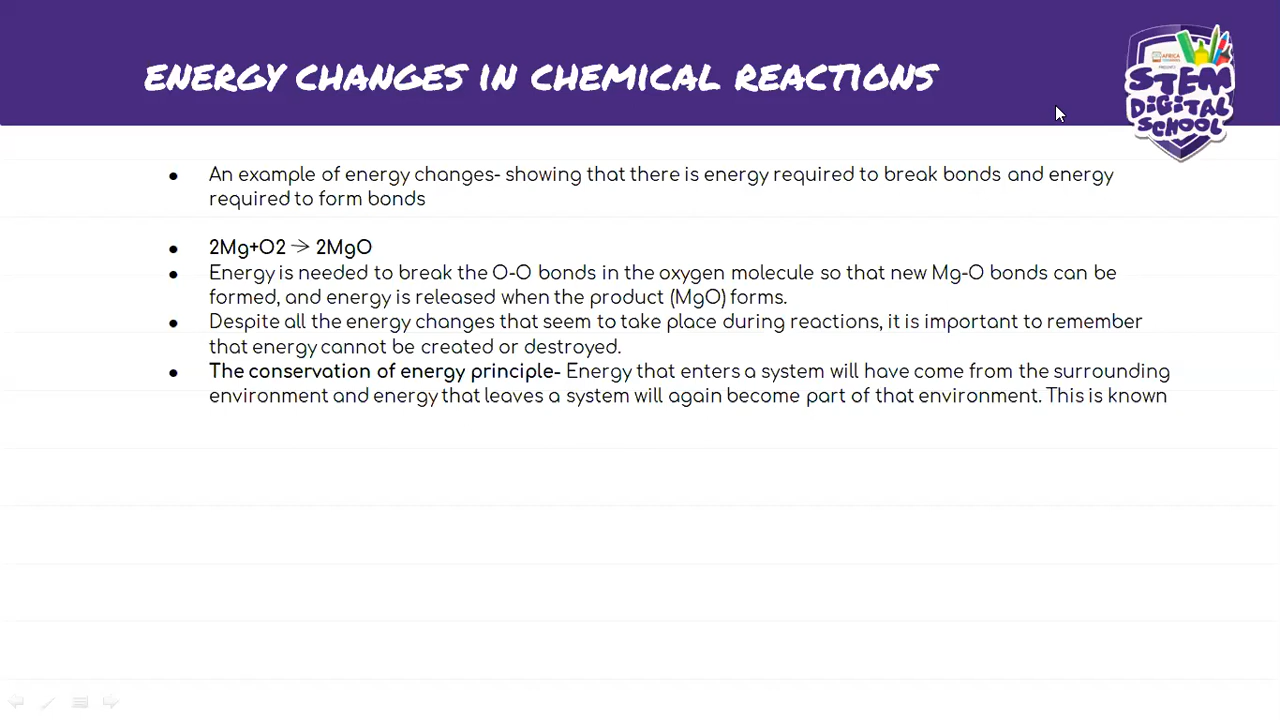 ENERGY CHANGES IN CHEMICAL REACTIONS
AFRICA
STEM
DIGITAL
SCHOOL
● An example of energy changes- showing that there is energy required to break bonds and energy
required to form bonds
● 2Mg+O2 → 2MgO
● Energy is needed to break the O-O bonds in the oxygen molecule so that new Mg-O bonds can be
formed, and energy is released when the product (MgO) forms.
● Despite all the energy changes that seem to take place during reactions, it is important to remember
that energy cannot be created or destroyed.
● The conservation of energy principle- Energy that enters a system will have come from the surrounding
environment and energy that leaves a system will again become part of that environment. This is known